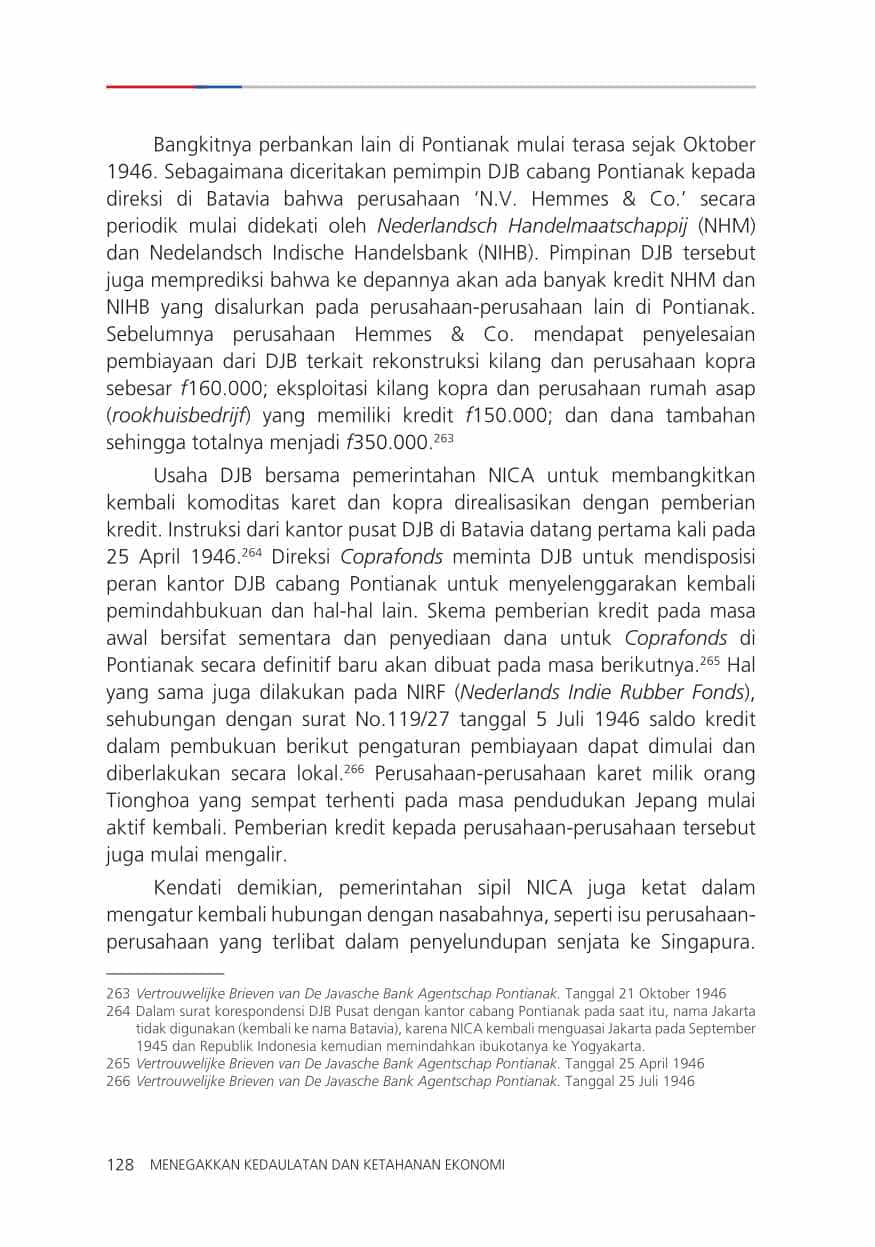 Bangkitnya perbankan lain di Pontianak mulai terasa sejak Oktober
1946. Sebagaimana diceritakan pemimpin DJB cabang Pontianak kepada
direksi di Batavia bahwa perusahaan ‘N.V. Hemmes & Co.’ secara
periodik mulai didekati oleh Nederlandsch Handelmaatschappij (NHM)
dan Nedelandsch Indische Handelsbank (NIHB). Pimpinan DJB tersebut
juga memprediksi bahwa ke depannya akan ada banyak kredit NHM dan
NIHB yang disalurkan pada perusahaan-perusahaan lain di Pontianak.
Sebelumnya perusahaan Hemmes & Co. mendapat penyelesaian
pembiayaan dari DJB terkait rekonstruksi kilang dan perusahaan kopra
sebesar f160.000; eksploitasi kilang kopra dan perusahaan rumah asap
(rookhuisbedrijf) yang memiliki kredit f150.000; dan dana tambahan
sehingga totalnya menjadi f350.000.263
Usaha DJB bersama pemerintahan NICA untuk membangkitkan
kembali komoditas karet dan kopra direalisasikan dengan pemberian
kredit. Instruksi dari kantor pusat DJB di Batavia datang pertama kali pada
25 April 1946.264 Direksi Coprafonds meminta DJB untuk mendisposisi
peran kantor DJB cabang Pontianak untuk menyelenggarakan kembali
pemindahbukuan dan hal-hal lain. Skema pemberian kredit pada masa
awal bersifat sementara dan penyediaan dana untuk Coprafonds di
Pontianak secara definitif baru akan dibuat pada masa berikutnya.265 Hal
yang sama juga dilakukan pada NIRF (Nederlands Indie Rubber Fonds),
sehubungan dengan surat No.119/27 tanggal 5 Juli 1946 saldo kredit
dalam pembukuan berikut pengaturan pembiayaan dapat dimulai dan
diberlakukan secara lokal.266 Perusahaan-perusahaan karet milik orang
Tionghoa yang sempat terhenti pada masa pendudukan Jepang mulai
aktif kembali. Pemberian kredit kepada perusahaan-perusahaan tersebut
juga mulai mengalir.
Kendati demikian, pemerintahan sipil NICA juga ketat dalam
mengatur kembali hubungan dengan nasabahnya, seperti isu perusahaan-
perusahaan yang terlibat dalam penyelundupan senjata ke Singapura.
263 Vertrouwelijke Brieven van De Javasche Bank Agentschap Pontianak. Tanggal 21 Oktober 1946
264 Dalam surat korespondensi DJB Pusat dengan kantor cabang Pontianak pada saat itu, nama Jakarta
tidak digunakan (kembali ke nama Batavia), karena NICA kembali menguasai Jakarta pada September
1945 dan Republik Indonesia kemudian memindahkan ibukotanya ke Yogyakarta.
265 Vertrouwelijke Brieven van De Javasche Bank Agentschap Pontianak. Tanggal 25 April 1946
266 Vertrouwelijke Brieven van De Javasche Bank Agentschap Pontianak. Tanggal 25 Juli 1946
128 MENEGAKKAN KEDAULATAN DAN KETAHANAN EKONOMI